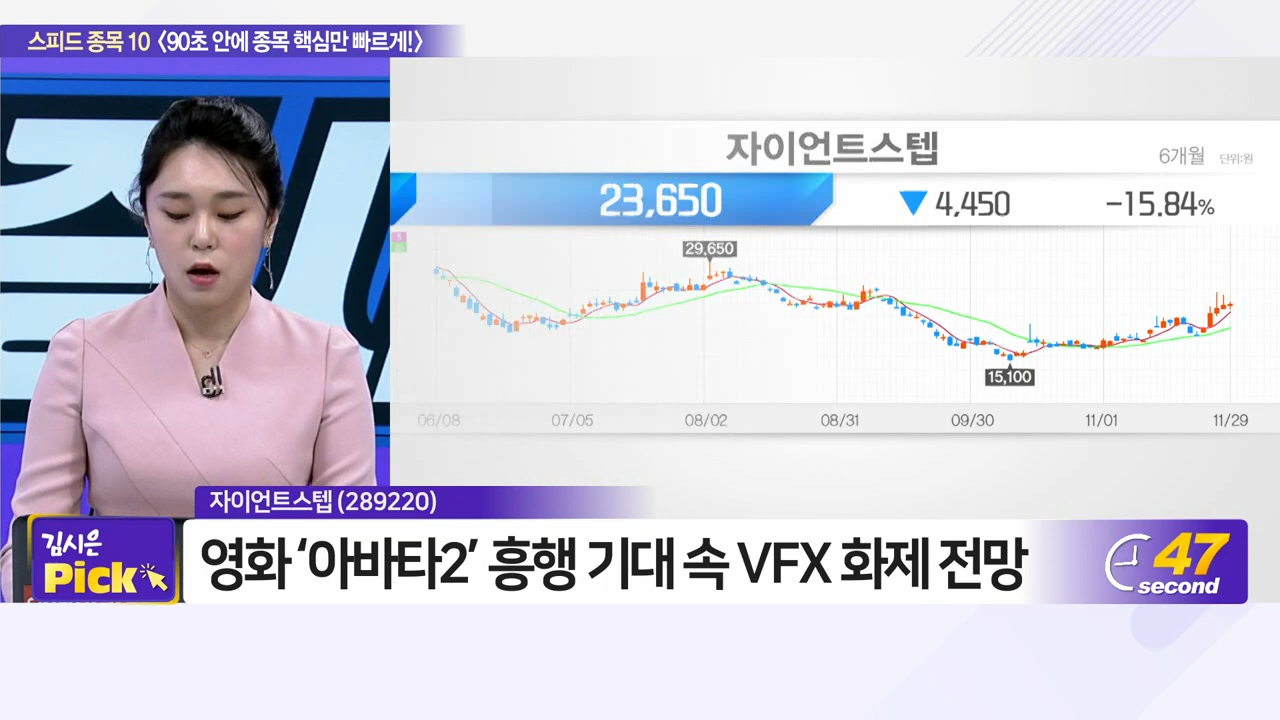 스피드 종목 10 〈90초 안에 종목 핵심만 빠르게!〉
자이언트스텝
6개월 단위:원
23,650 ▼ 4,450 -15.84%
29,650
15,100
06/08 07/05 08/02 08/31 09/30 11/01 11/29
자이언트스텝 (289220)
김시은
Pick
영화 ‘아바타2’ 흥행 기대 속 VFX 화제 전망
47
second